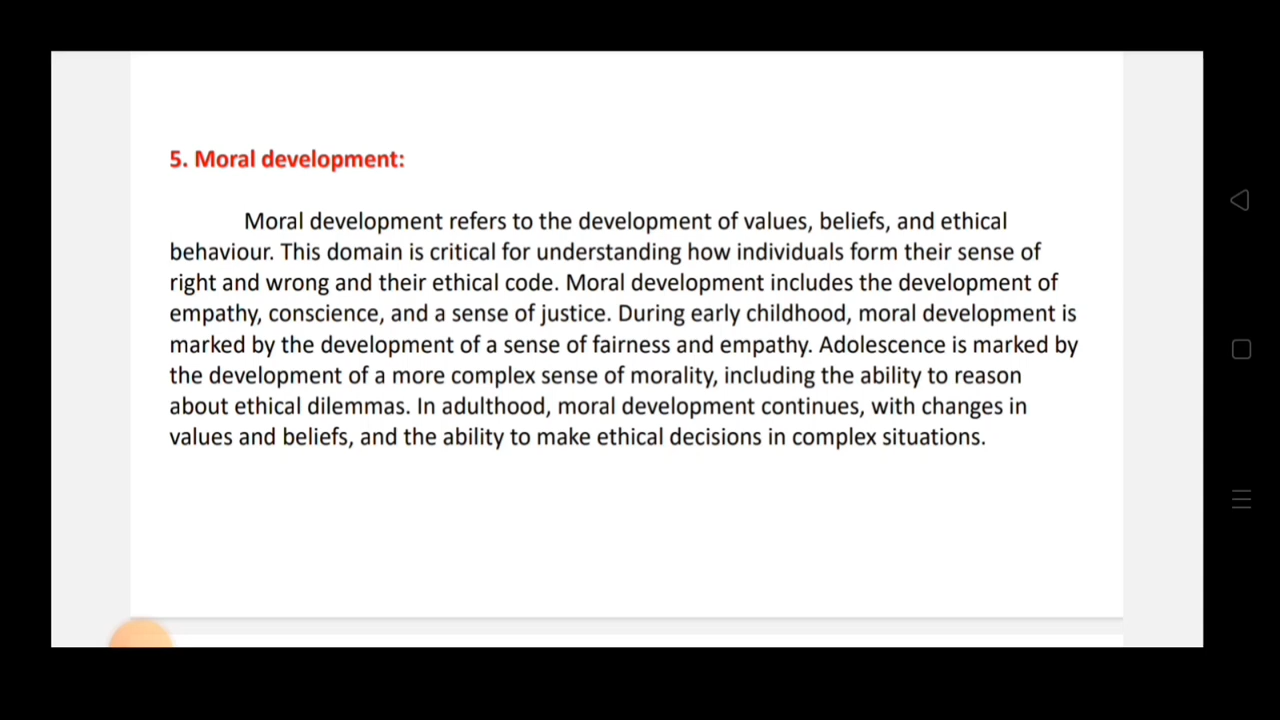 5. Moral development:
Moral development refers to the development of values, beliefs, and ethical
behaviour. This domain is critical for understanding how individuals form their sense of
right and wrong and their ethical code. Moral development includes the development of
empathy, conscience, and a sense of justice. During early childhood, moral development is
marked by the development of a sense of fairness and empathy. Adolescence is marked by
the development of a more complex sense of morality, including the ability to reason
about ethical dilemmas. In adulthood, moral development continues, with changes in
values and beliefs, and the ability to make ethical decisions in complex situations.